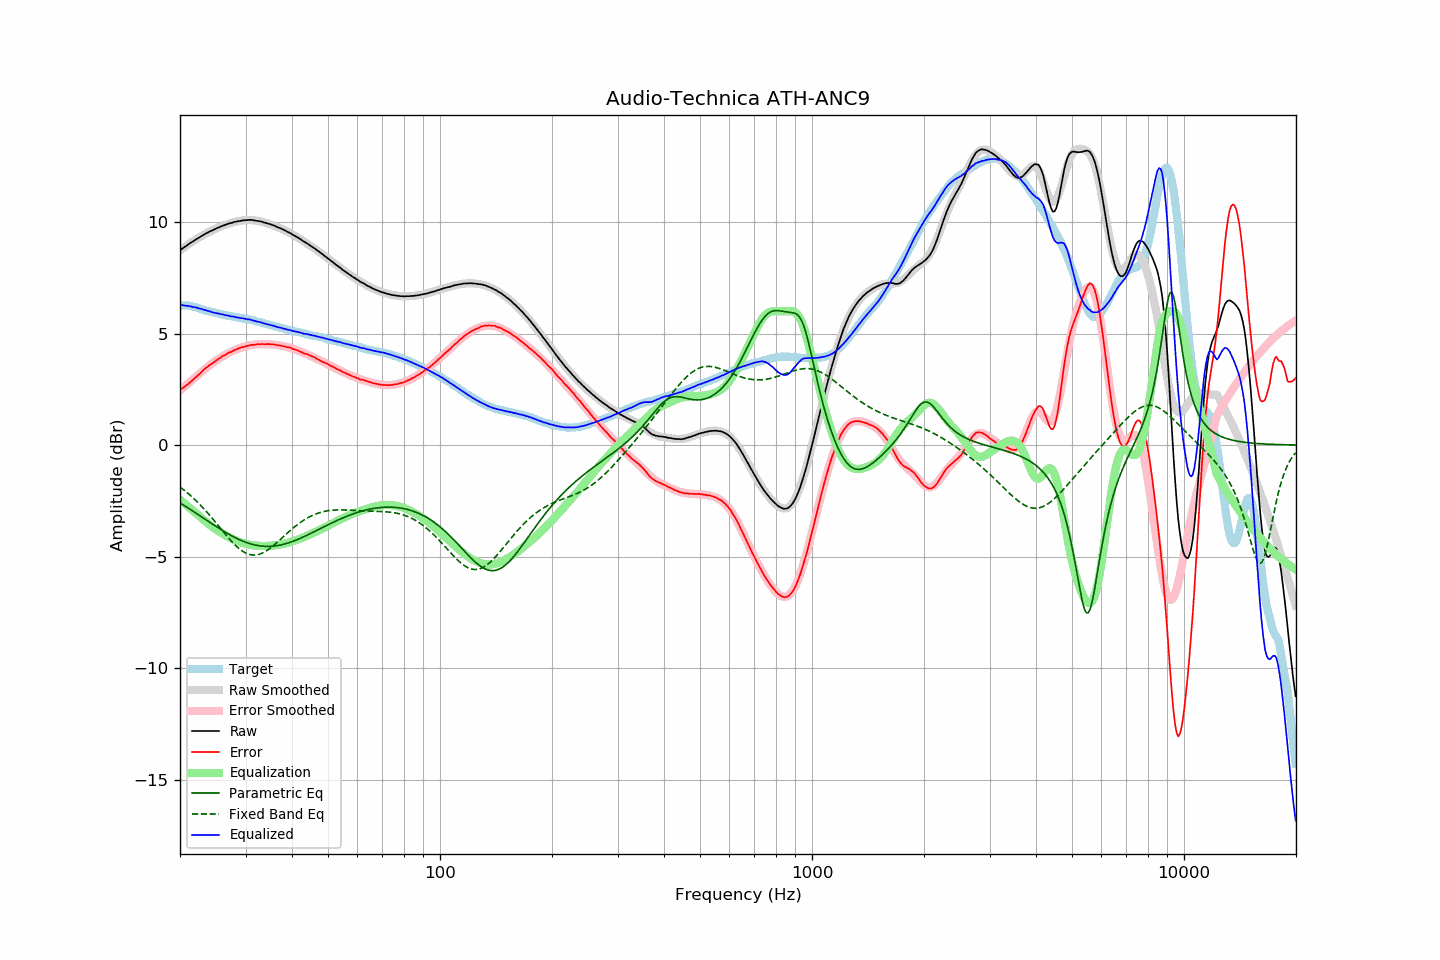 Audio-Technica ATH-ANC9
Amplitude (dBr)
10
5
0
−5
−10
−15
Target
Raw Smoothed
Error Smoothed
Raw
Error
Equalization
Parametric Eq
Fixed Band Eq
Equalized
100
1000
10000
Frequency (Hz)